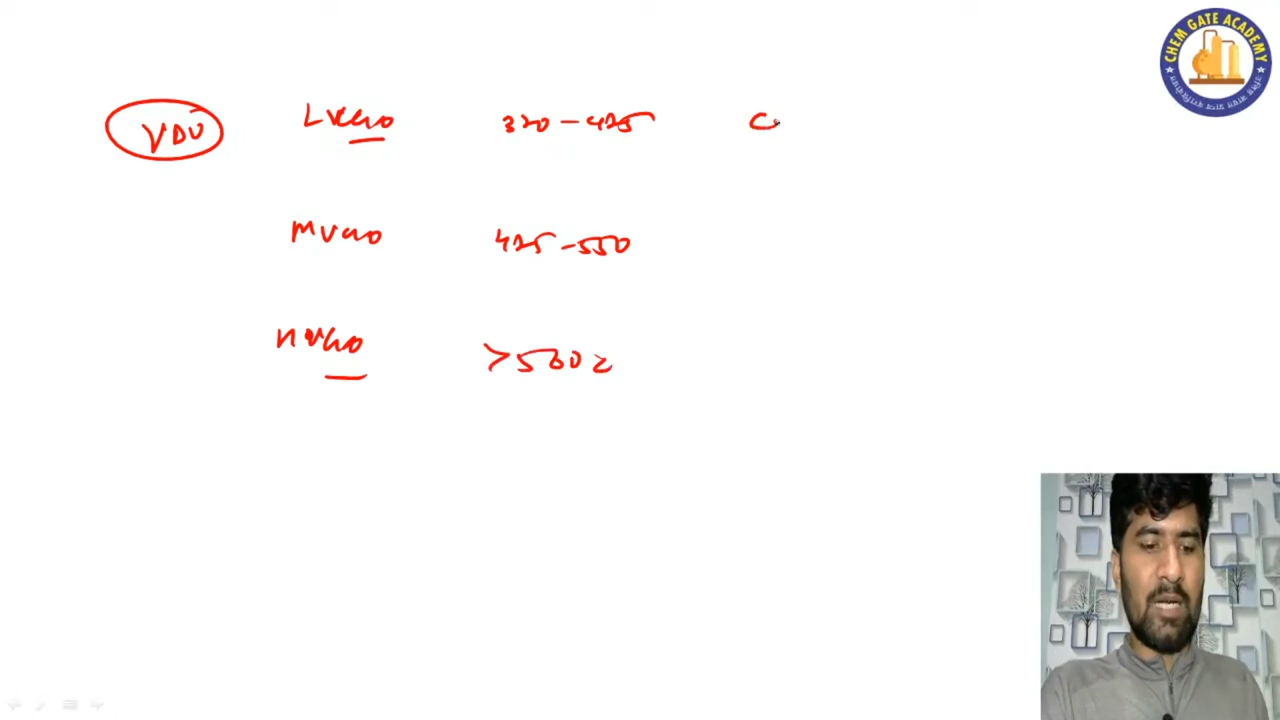 CHEM GATE ACADEMY
VDU LVGO 320-425 C
MVGO 425-550
HVGO >550